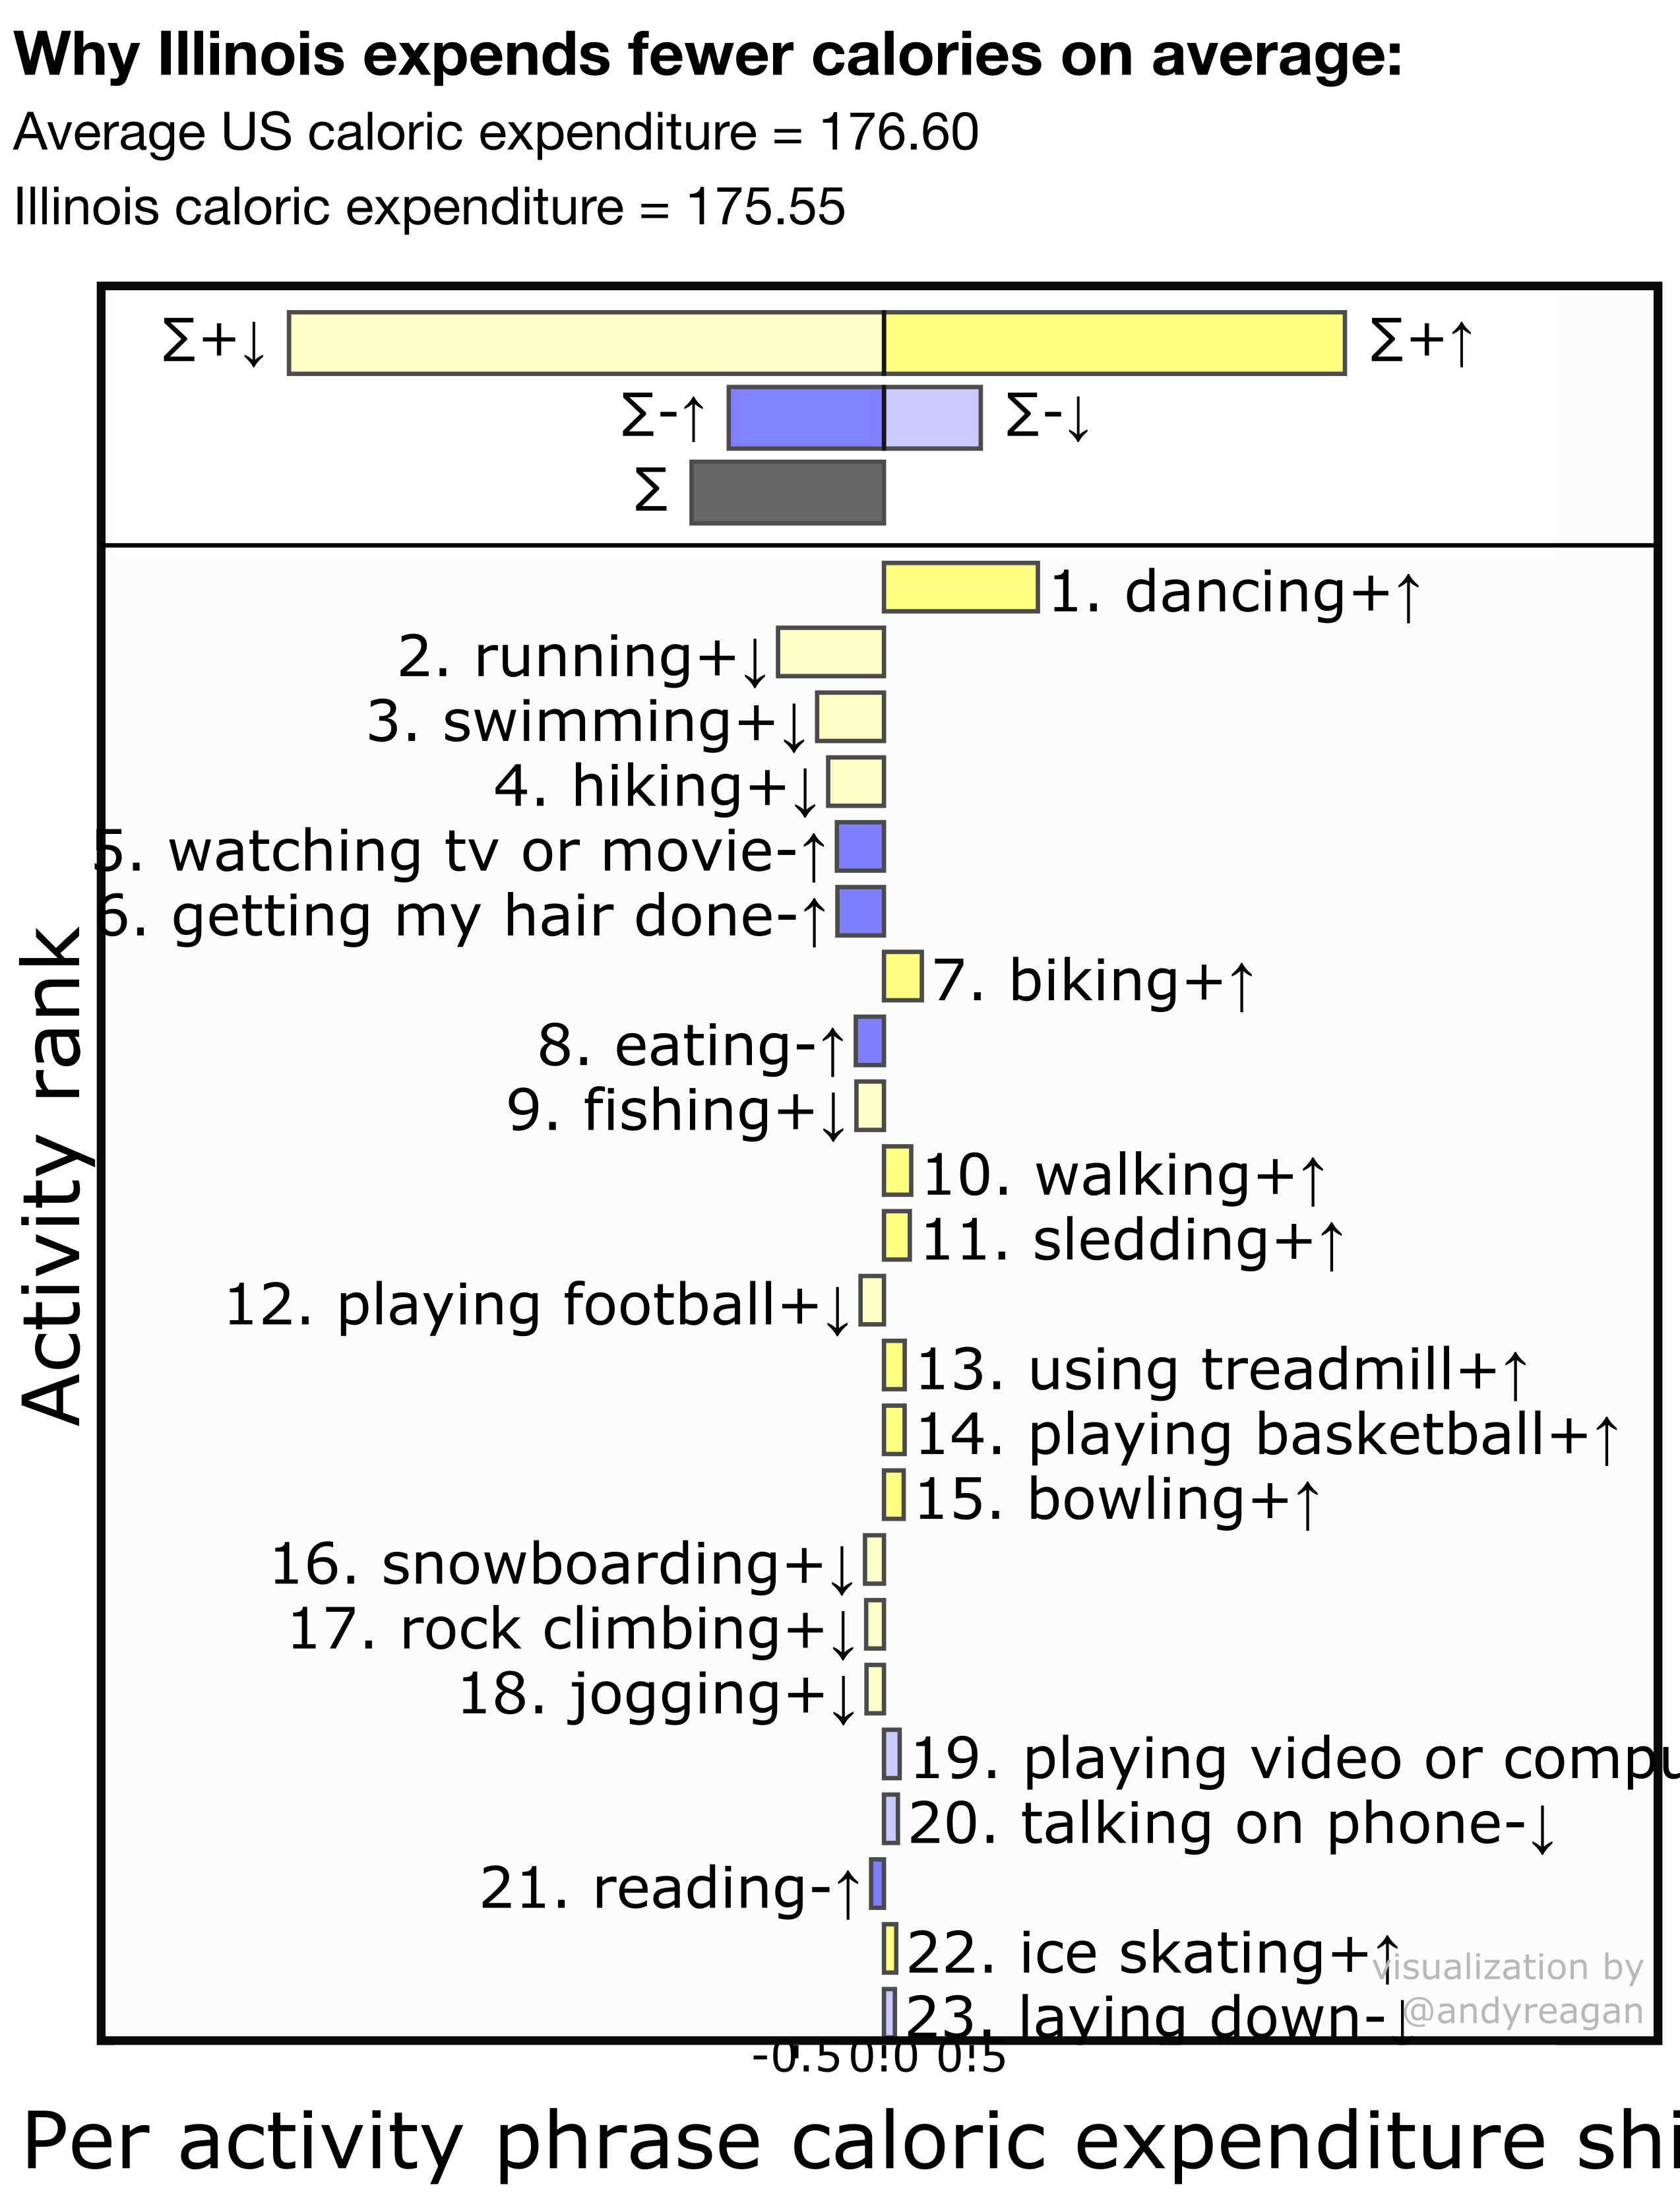 Why Illinois expends fewer calories on average:
Average US caloric expenditure = 176.60
Illinois caloric expenditure = 175.55
∑+↓
∑+↑
∑-↑
∑-↓
∑
1. dancing+↑
2. running+↓
3. swimming+↓
4. hiking+↓
5. watching tv or movie-↑
6. getting my hair done-↑
7. biking+↑
8. eating-↑
9. fishing+↓
10. walking+↑
11. sledding+↑
12. playing football+↓
13. using treadmill+↑
14. playing basketball+↑
15. bowling+↑
16. snowboarding+↓
17. rock climbing+↓
18. jogging+↓
19. playing video or compu
20. talking on phone-↓
21. reading-↑
22. ice skating+↑
23. laying down-↓
visualization by
@andyreagan
Activity rank
-0.5 0.0 0.5
Per activity phrase caloric expenditure shi